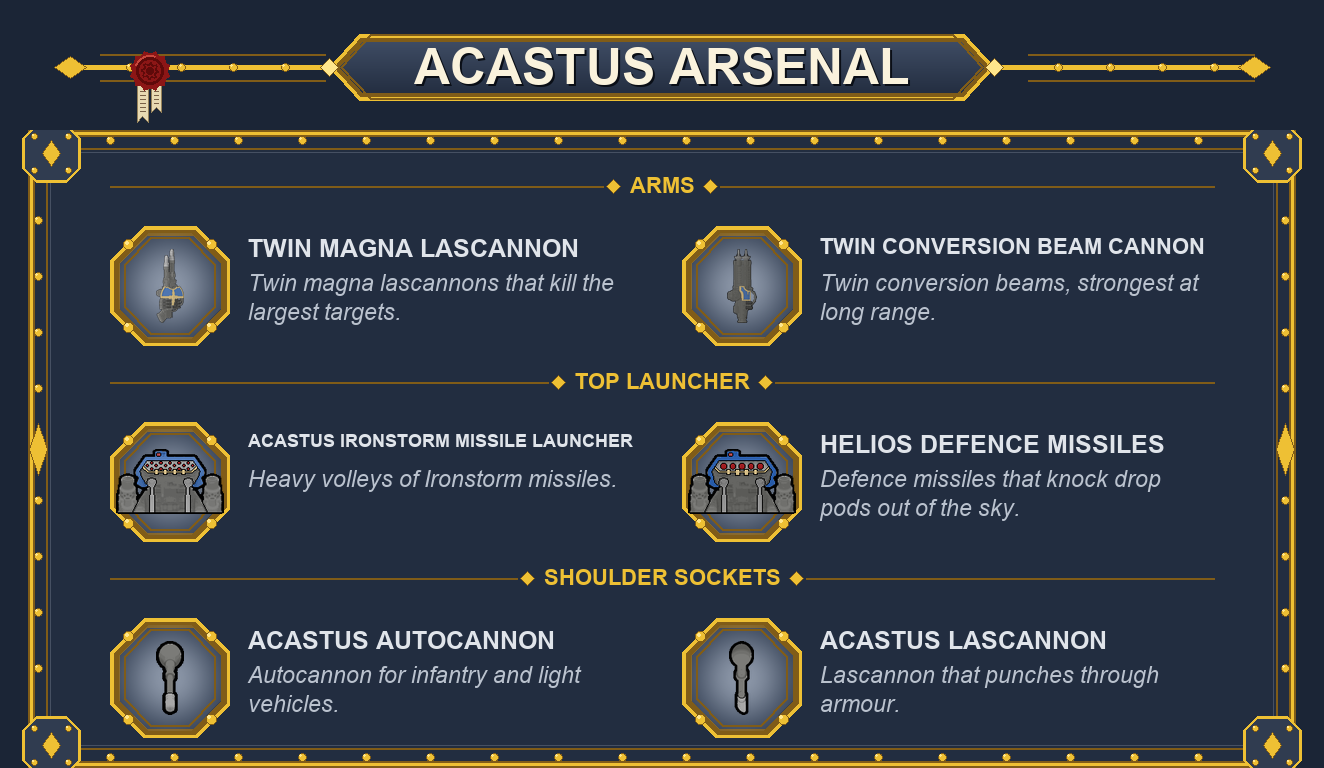 ACASTUS ARSENAL
ARMS
TWIN MAGNA LASCANNON
Twin magna lascannons that kill the
largest targets.
TWIN CONVERSION BEAM CANNON
Twin conversion beams, strongest at
long range.
TOP LAUNCHER
ACASTUS IRONSTORM MISSILE LAUNCHER
Heavy volleys of Ironstorm missiles.
HELIOS DEFENCE MISSILES
Defence missiles that knock drop
pods out of the sky.
SHOULDER SOCKETS
ACASTUS AUTOCANNON
Autocannon for infantry and light
vehicles.
ACASTUS LASCANNON
Lascannon that punches through
armour.